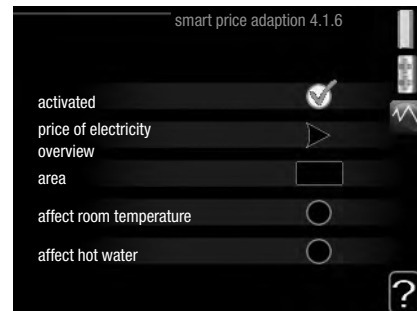 smart price adaption 4.1.6
activated
price of electricity
overview
area
affect room temperature
affect hot water
?